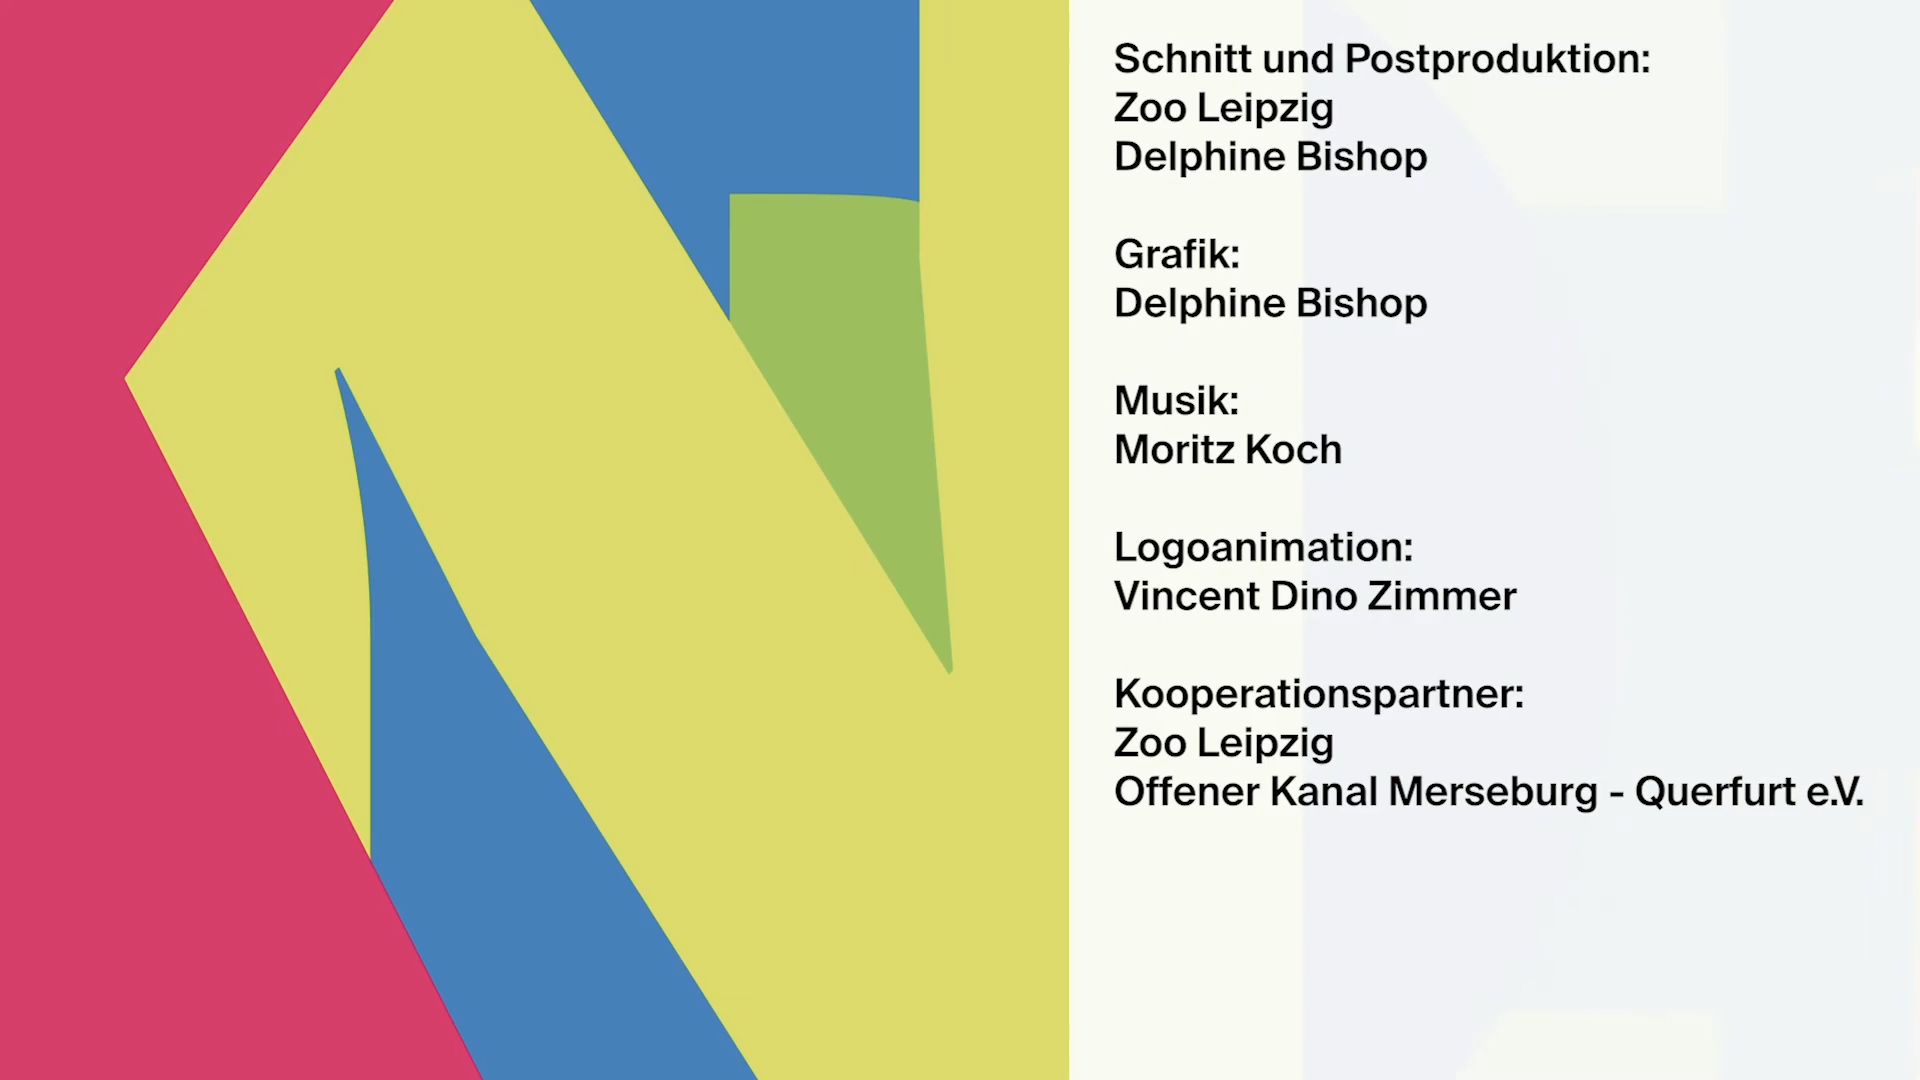 Schnitt und Postproduktion:
Zoo Leipzig
Delphine Bishop
Grafik:
Delphine Bishop
Musik:
Moritz Koch
Logoanimation:
Vincent Dino Zimmer
Kooperationspartner:
Zoo Leipzig
Offener Kanal Merseburg - Querfurt e.V.